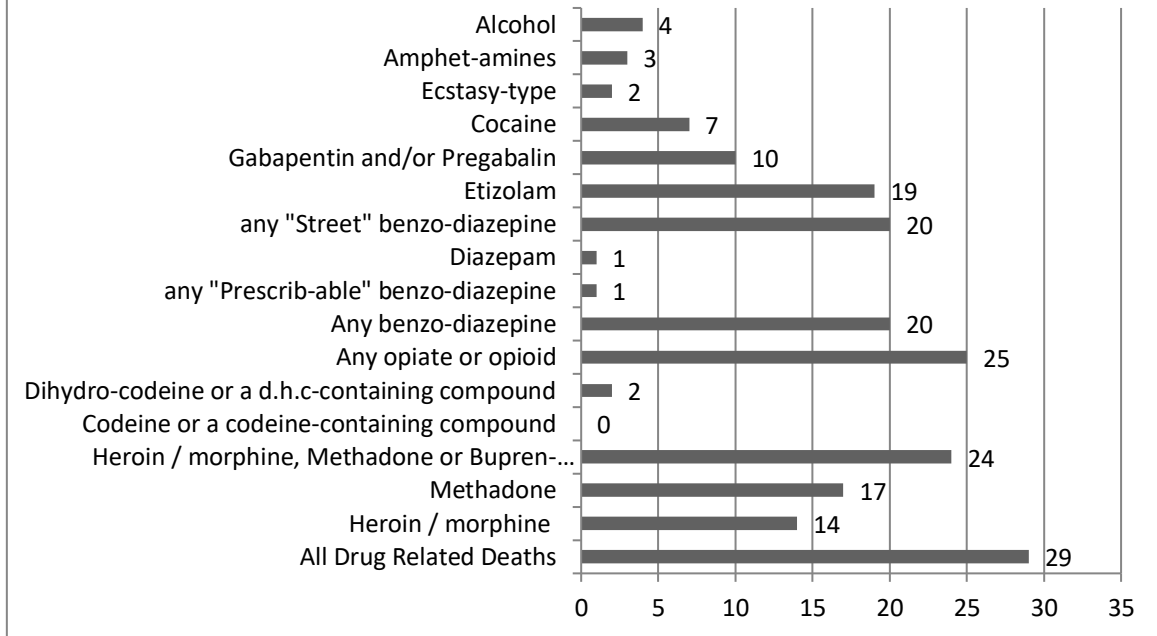 Alcohol 4
Amphet-amines 3
Ecstasy-type 2
Cocaine 7
Gabapentin and/or Pregabalin 10
Etizolam 19
any "Street" benzo-diazepine 20
Diazepam 1
any "Prescrib-able" benzo-diazepine 1
Any benzo-diazepine 20
Any opiate or opioid 25
Dihydro-codeine or a d.h.c-containing compound 2
Codeine or a codeine-containing compound 0
Heroin / morphine, Methadone or Bupren-... 24
Methadone 17
Heroin / morphine 14
All Drug Related Deaths 29
0 5 10 15 20 25 30 35